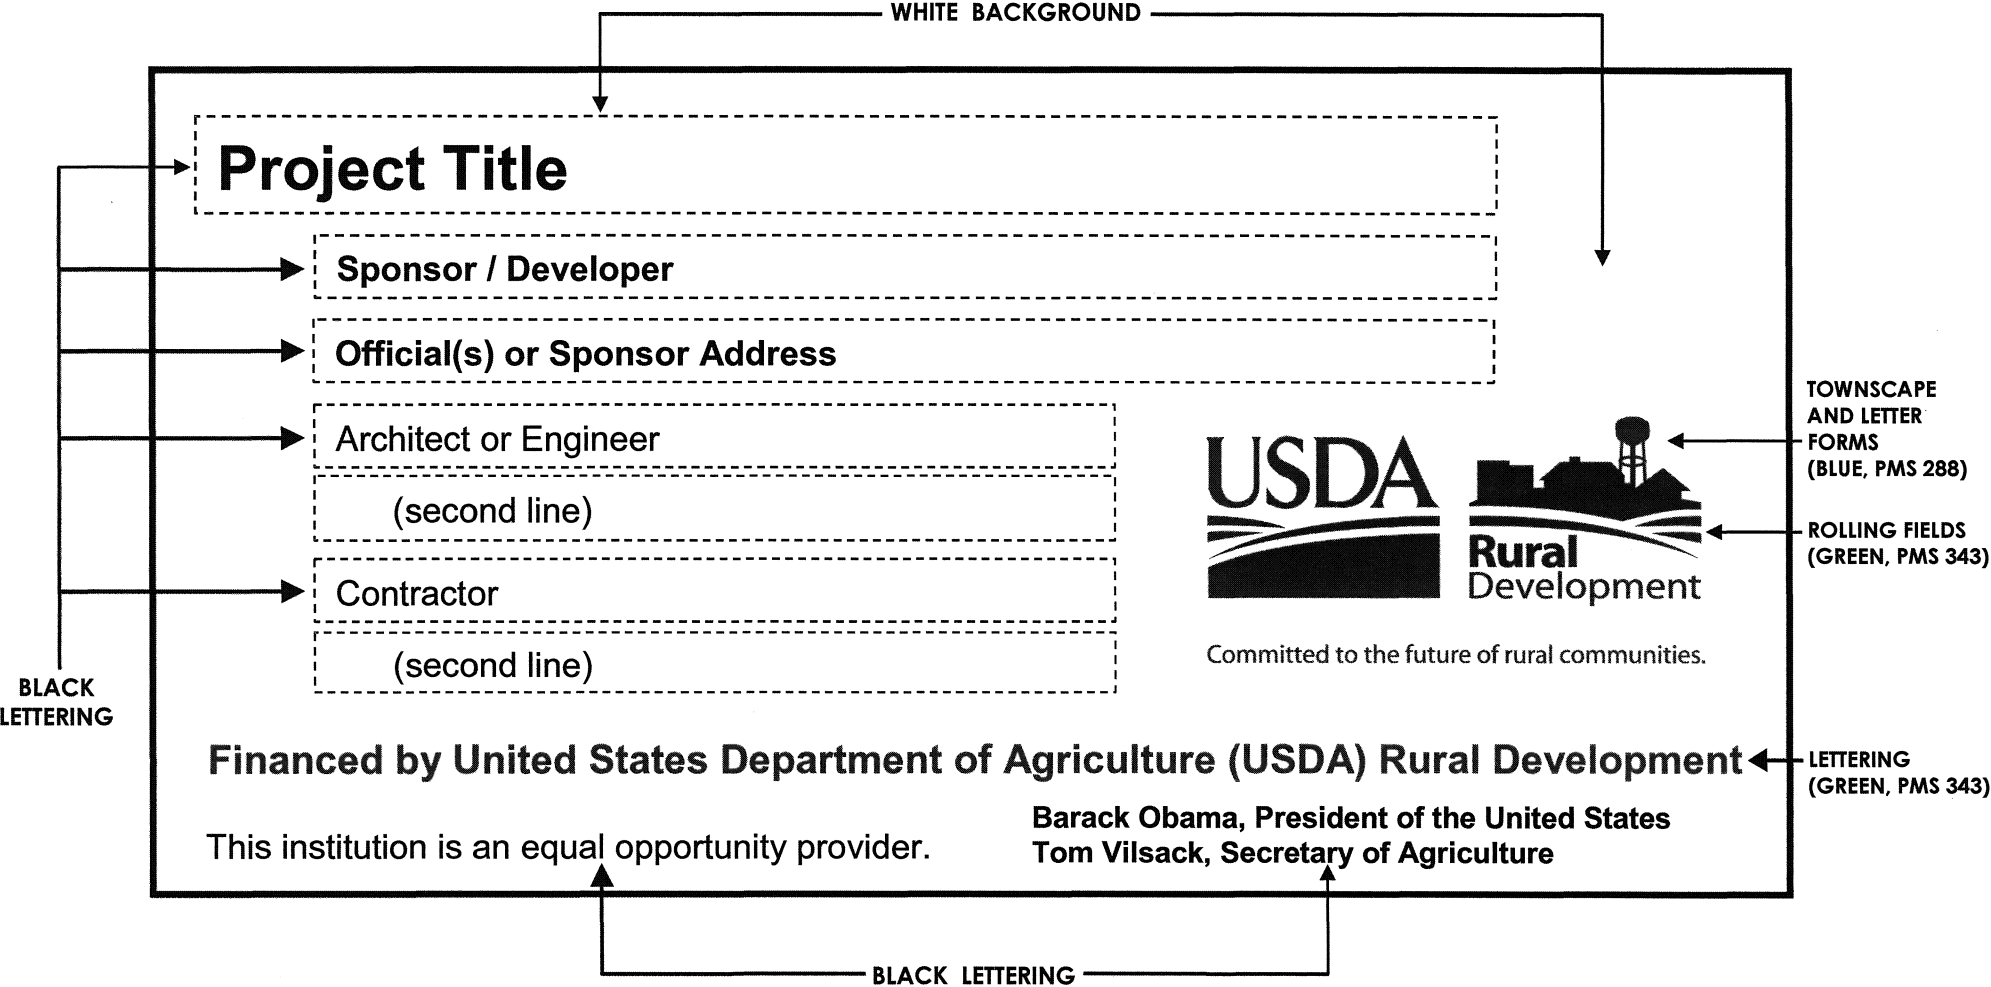 WHITE BACKGROUND
Project Title
Sponsor / Developer
Official(s) or Sponsor Address
Architect or Engineer
(second line)
Contractor
(second line)
BLACK
LETTERING
USDA
Rural
Development
Committed to the future of rural communities.
TOWNSCAPE
AND LETTER
FORMS
(BLUE, PMS 288)
ROLLING FIELDS
(GREEN, PMS 343)
Financed by United States Department of Agriculture (USDA) Rural Development
LETTERING
(GREEN, PMS 343)
This institution is an equal opportunity provider.
Barack Obama, President of the United States
Tom Vilsack, Secretary of Agriculture
BLACK LETTERING